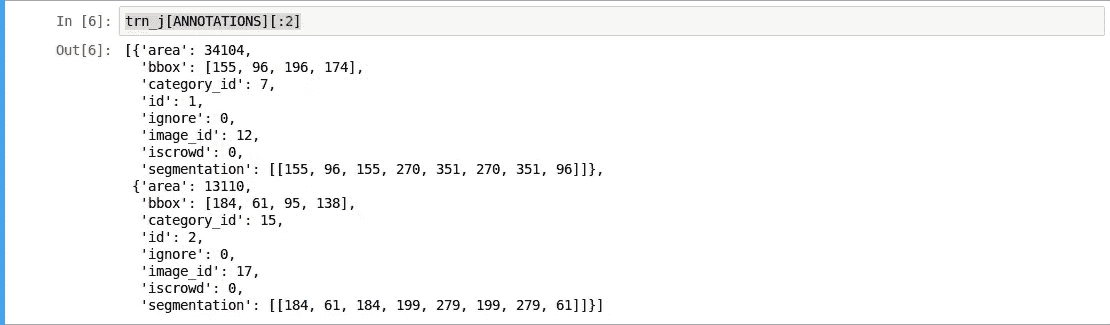 In [6]: trn_j[ANNOTATIONS][:2]
Out[6]: [{'area': 34104,
'bbox': [155, 96, 196, 174],
'category_id': 7,
'id': 1,
'ignore': 0,
'image_id': 12,
'iscrowd': 0,
'segmentation': [[155, 96, 155, 270, 351, 270, 351, 96]]},
{'area': 13110,
'bbox': [184, 61, 95, 138],
'category_id': 15,
'id': 2,
'ignore': 0,
'image_id': 17,
'iscrowd': 0,
'segmentation': [[184, 61, 184, 199, 279, 199, 279, 61]]}]